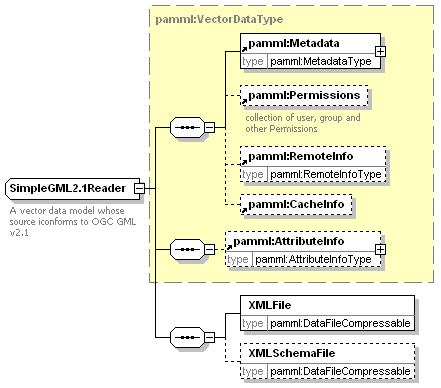 pamml:VectorDataType
pamml:Metadata
type pamml:MetadataType
pamml:Permissions
collection of user, group and
other Permissions
pamml:RemoteInfo
type pamml:RemoteInfoType
pamml:CacheInfo
SimpleGML2.1Reader
A vector data model whose
source iconforms to OGC GML
v2.1
pamml:AttributeInfo
type pamml:AttributeInfoType
XMLFile
type pamml:DataFileCompressable
XMLSchemaFile
type pamml:DataFileCompressable